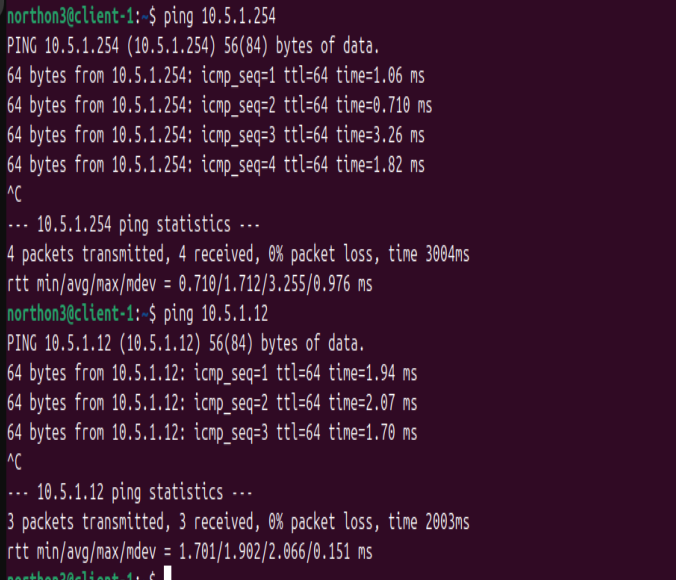 northon3@client-1:~$ ping 10.5.1.254
PING 10.5.1.254 (10.5.1.254) 56(84) bytes of data.
64 bytes from 10.5.1.254: icmp_seq=1 ttl=64 time=1.06 ms
64 bytes from 10.5.1.254: icmp_seq=2 ttl=64 time=0.710 ms
64 bytes from 10.5.1.254: icmp_seq=3 ttl=64 time=3.26 ms
64 bytes from 10.5.1.254: icmp_seq=4 ttl=64 time=1.82 ms
^C
--- 10.5.1.254 ping statistics ---
4 packets transmitted, 4 received, 0% packet loss, time 3004ms
rtt min/avg/max/mdev = 0.710/1.712/3.255/0.976 ms
northon3@client-1:~$ ping 10.5.1.12
PING 10.5.1.12 (10.5.1.12) 56(84) bytes of data.
64 bytes from 10.5.1.12: icmp_seq=1 ttl=64 time=1.94 ms
64 bytes from 10.5.1.12: icmp_seq=2 ttl=64 time=2.07 ms
64 bytes from 10.5.1.12: icmp_seq=3 ttl=64 time=1.70 ms
^C
--- 10.5.1.12 ping statistics ---
3 packets transmitted, 3 received, 0% packet loss, time 2003ms
rtt min/avg/max/mdev = 1.701/1.902/2.066/0.151 ms
northon3@client-1:~$